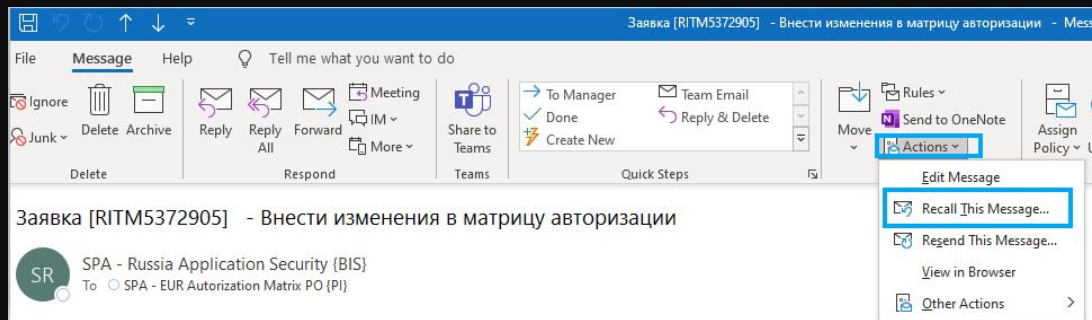 Заявка [RITM5372905] - Внести изменения в матрицу авторизации - Mess
File Message Help Tell me what you want to do
Ignore
Junk
Delete Archive
Reply Reply All Forward
Meeting
IM
More
Share to Teams
To Manager Team Email
Done Reply & Delete
Create New
Move
Rules
Send to OneNote
Actions
Assign Policy
Delete Respond Teams Quick Steps
Edit Message
Recall This Message...
Resend This Message...
View in Browser
Other Actions
Заявка [RITM5372905] - Внести изменения в матрицу авторизации
SR
SPA - Russia Application Security {BIS}
To SPA - EUR Autorization Matrix PO {PI}